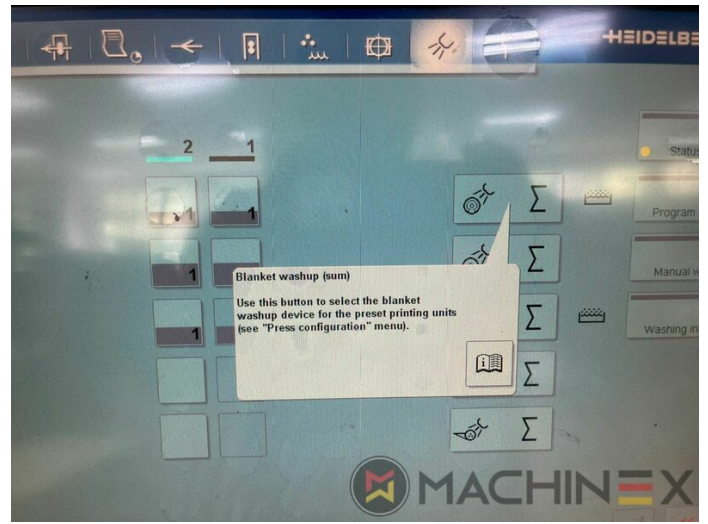 HEIDELBE
2 1
Status
1 1
Program
1
Manual w
Blanket washup (sum)
Use this button to select the blanket
washup device for the preset printing units
(see "Press configuration" menu).
1
Washing in
MACHINEX